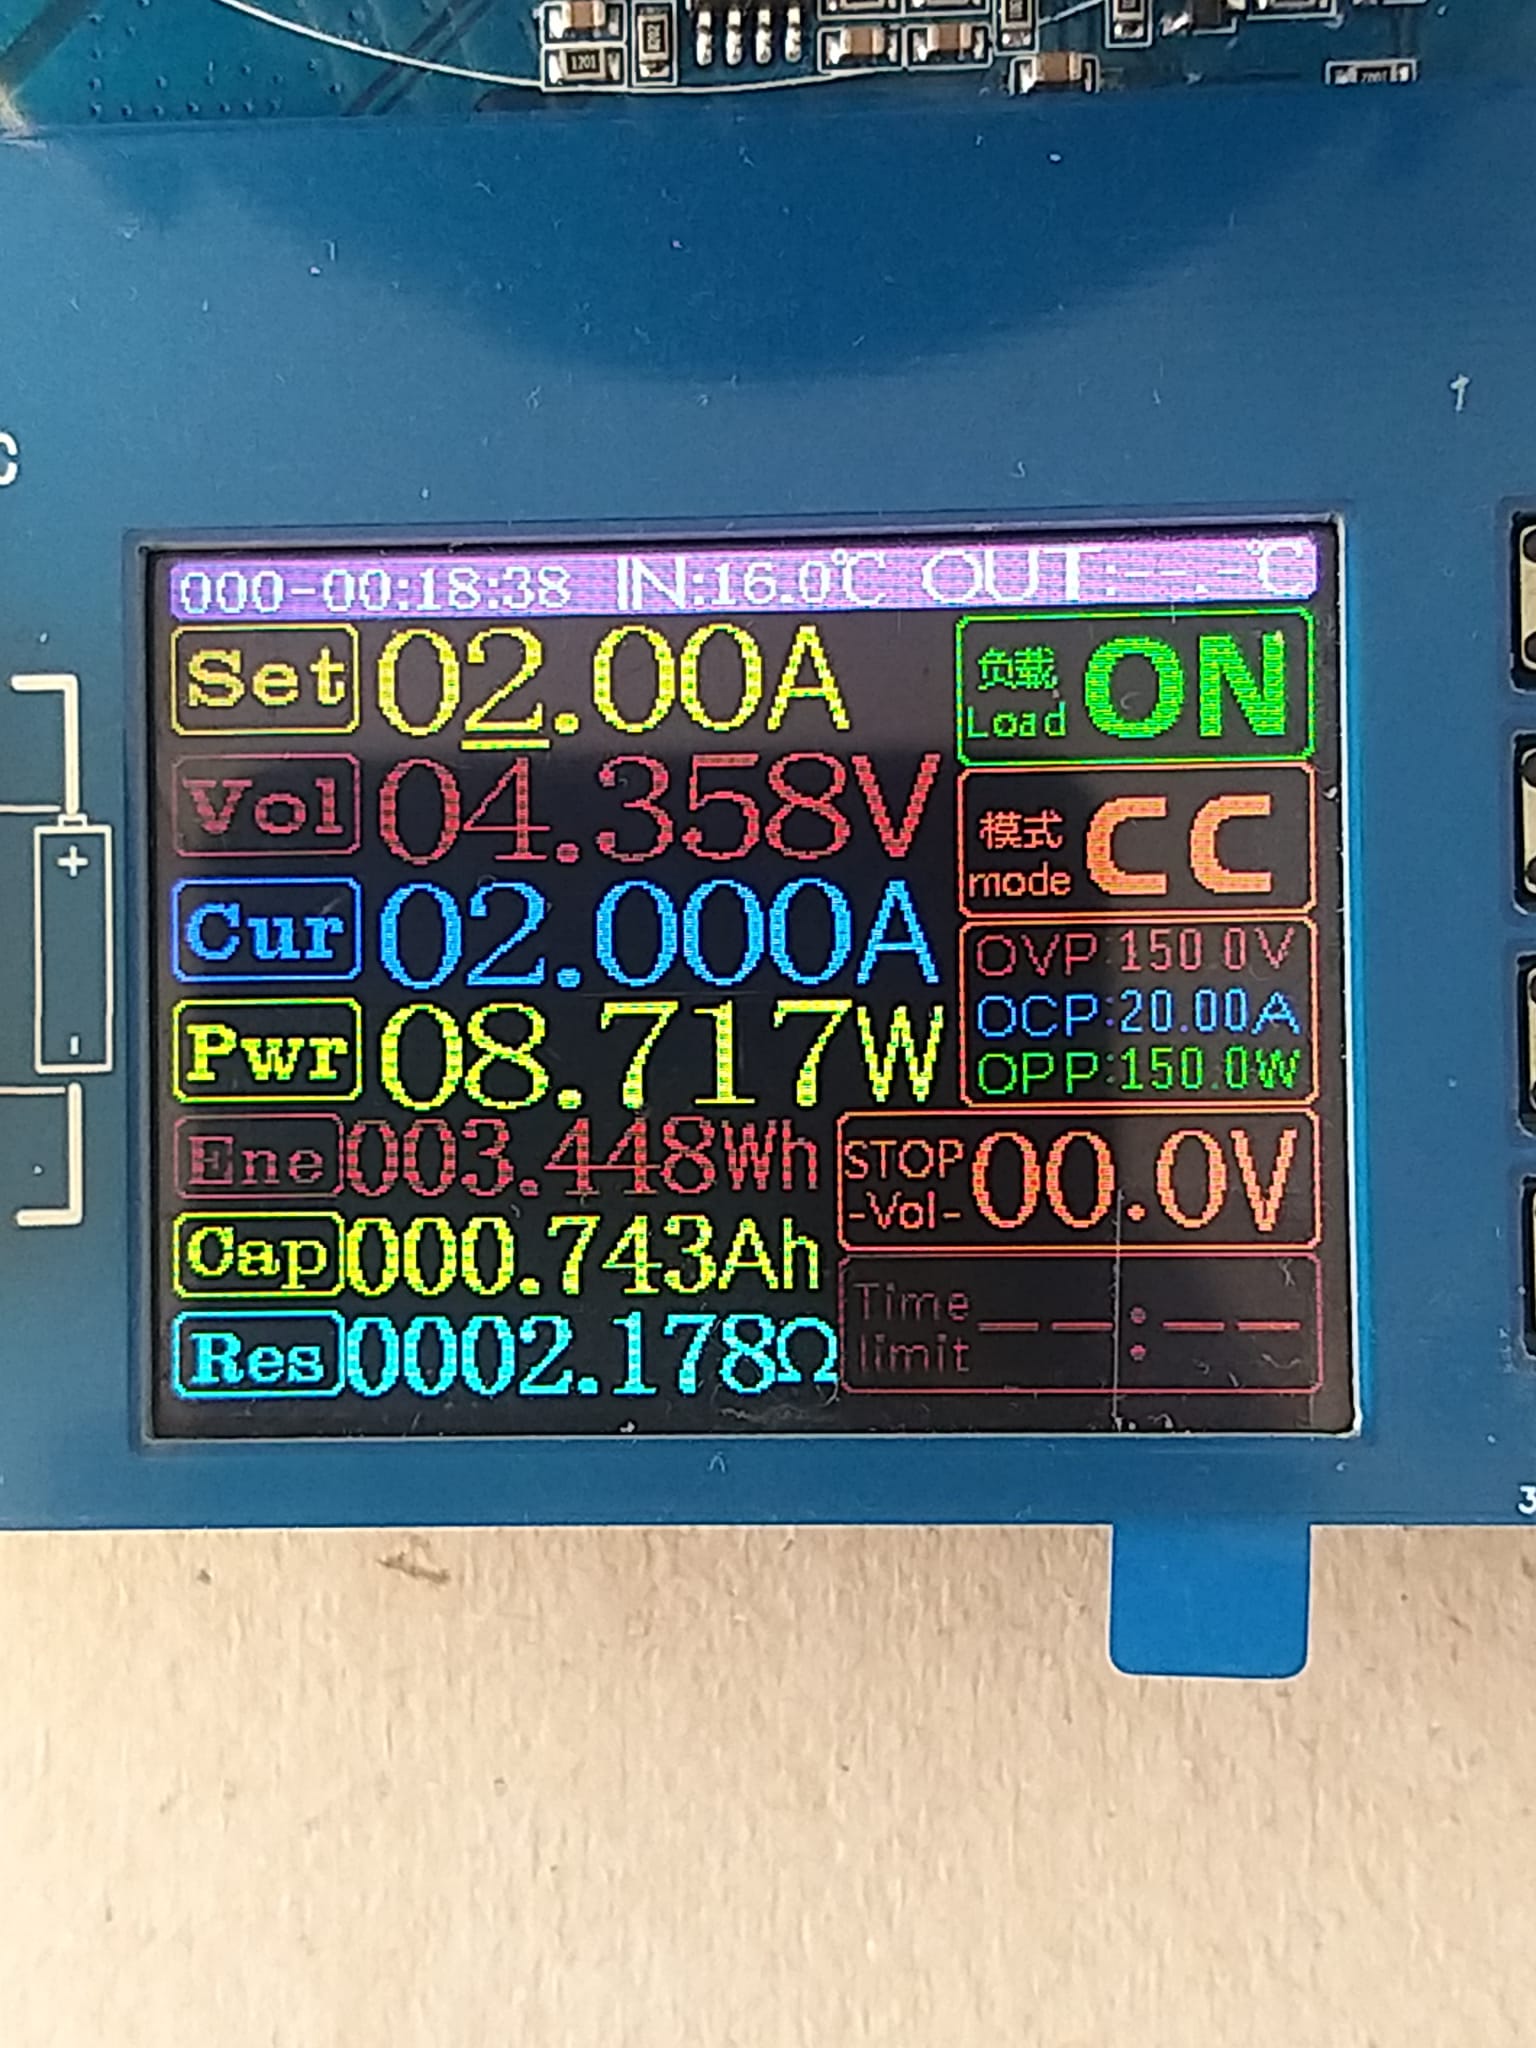 1201
000-00:18:38 IN:16.0℃ OUT:--.-℃
Set 02.00A
负载
Load ON
Vol 04.358V
模式
mode CC
Cur 02.000A
OVP:150.0V
OCP:20.00A
OPP:150.0W
Pwr 08.717W
Ene 003.448Wh
STOP
-Vol- 00.0V
Cap 000.743Ah
Time
limit --:--
Res 0002.178Ω
+
-
C
3